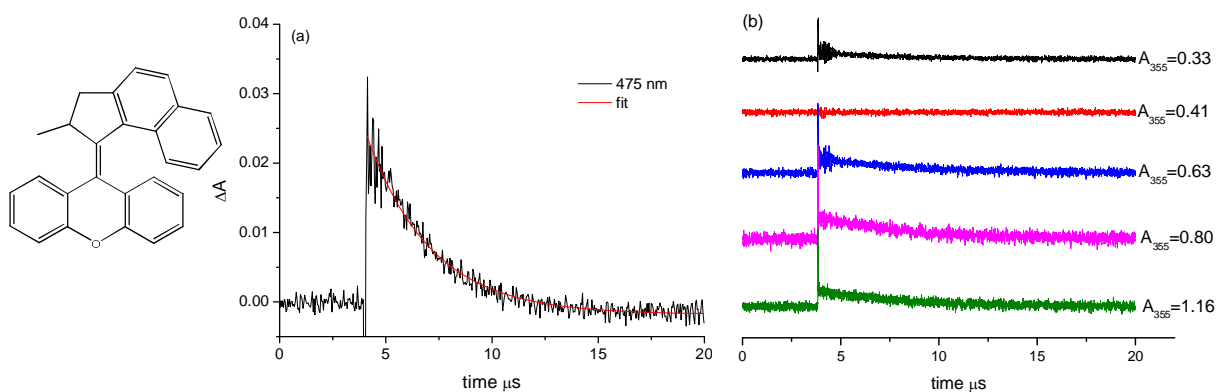 O
(a)
0.04
0.03
0.02
0.01
0.00
ΔA
475 nm
fit
0 5 10 15 20
time μs
(b)
A355=0.33
A355=0.41
A355=0.63
A355=0.80
A355=1.16
0 5 10 15 20
time μs